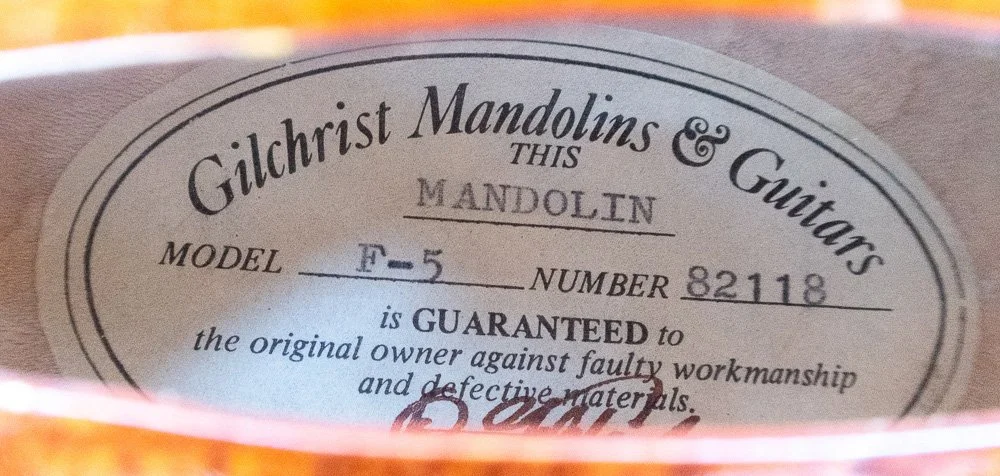 Gilchrist Mandolins & Guitars
THIS
MANDOLIN
MODEL F-5 NUMBER 82118
is GUARANTEED to
the original owner against faulty workmanship
and defective materials.